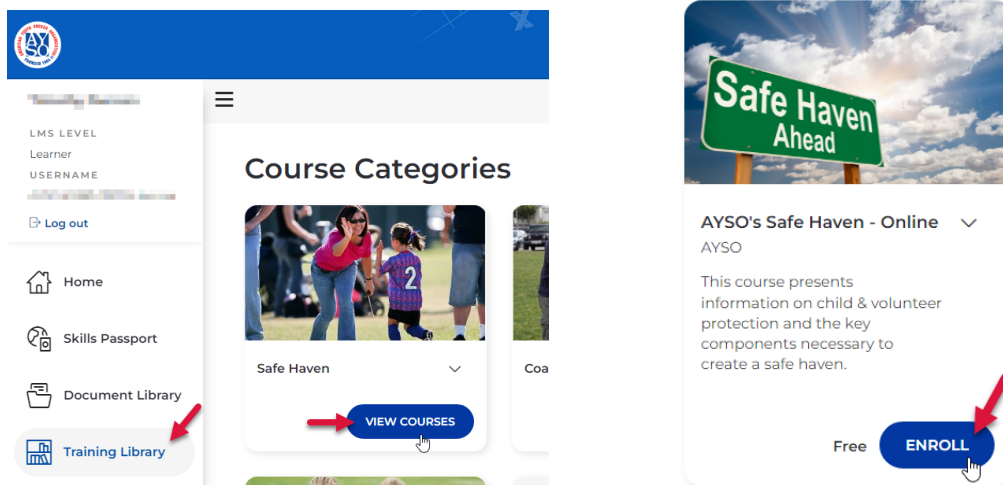 AYSO
LMS LEVEL
Learner
USERNAME
Log out
Home
Skills Passport
Document Library
Training Library
Course Categories
2
Safe Haven
VIEW COURSES
Coa
Safe Haven
Ahead
AYSO's Safe Haven - Online
AYSO
This course presents
information on child & volunteer
protection and the key
components necessary to
create a safe haven.
Free
ENROLL